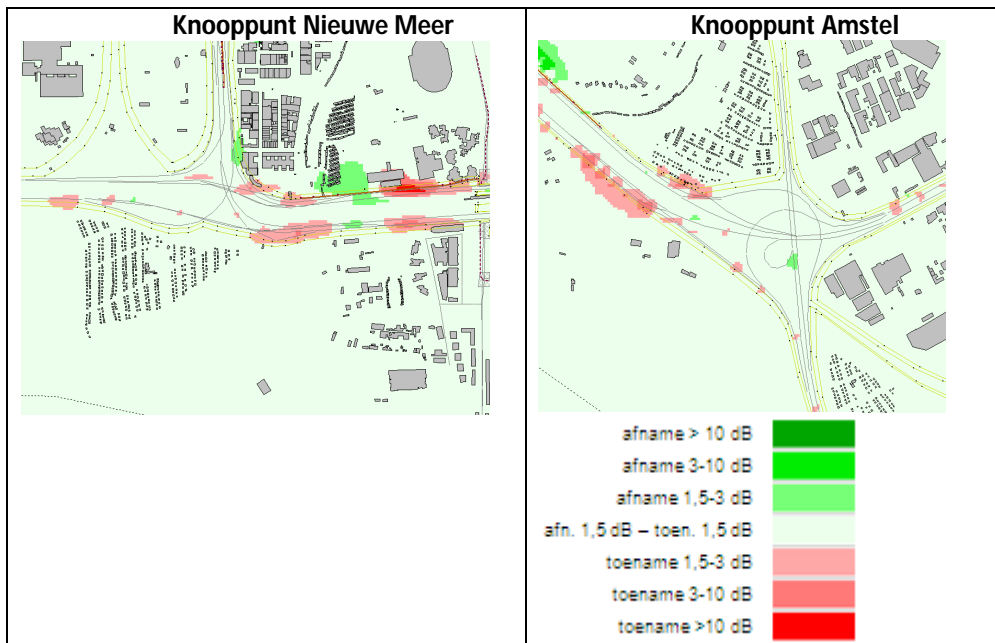 Knooppunt Nieuwe Meer
Knooppunt Amstel
afname > 10 dB
afname 3-10 dB
afname 1,5-3 dB
afn. 1,5 dB – toen. 1,5 dB
toename 1,5-3 dB
toename 3-10 dB
toename >10 dB